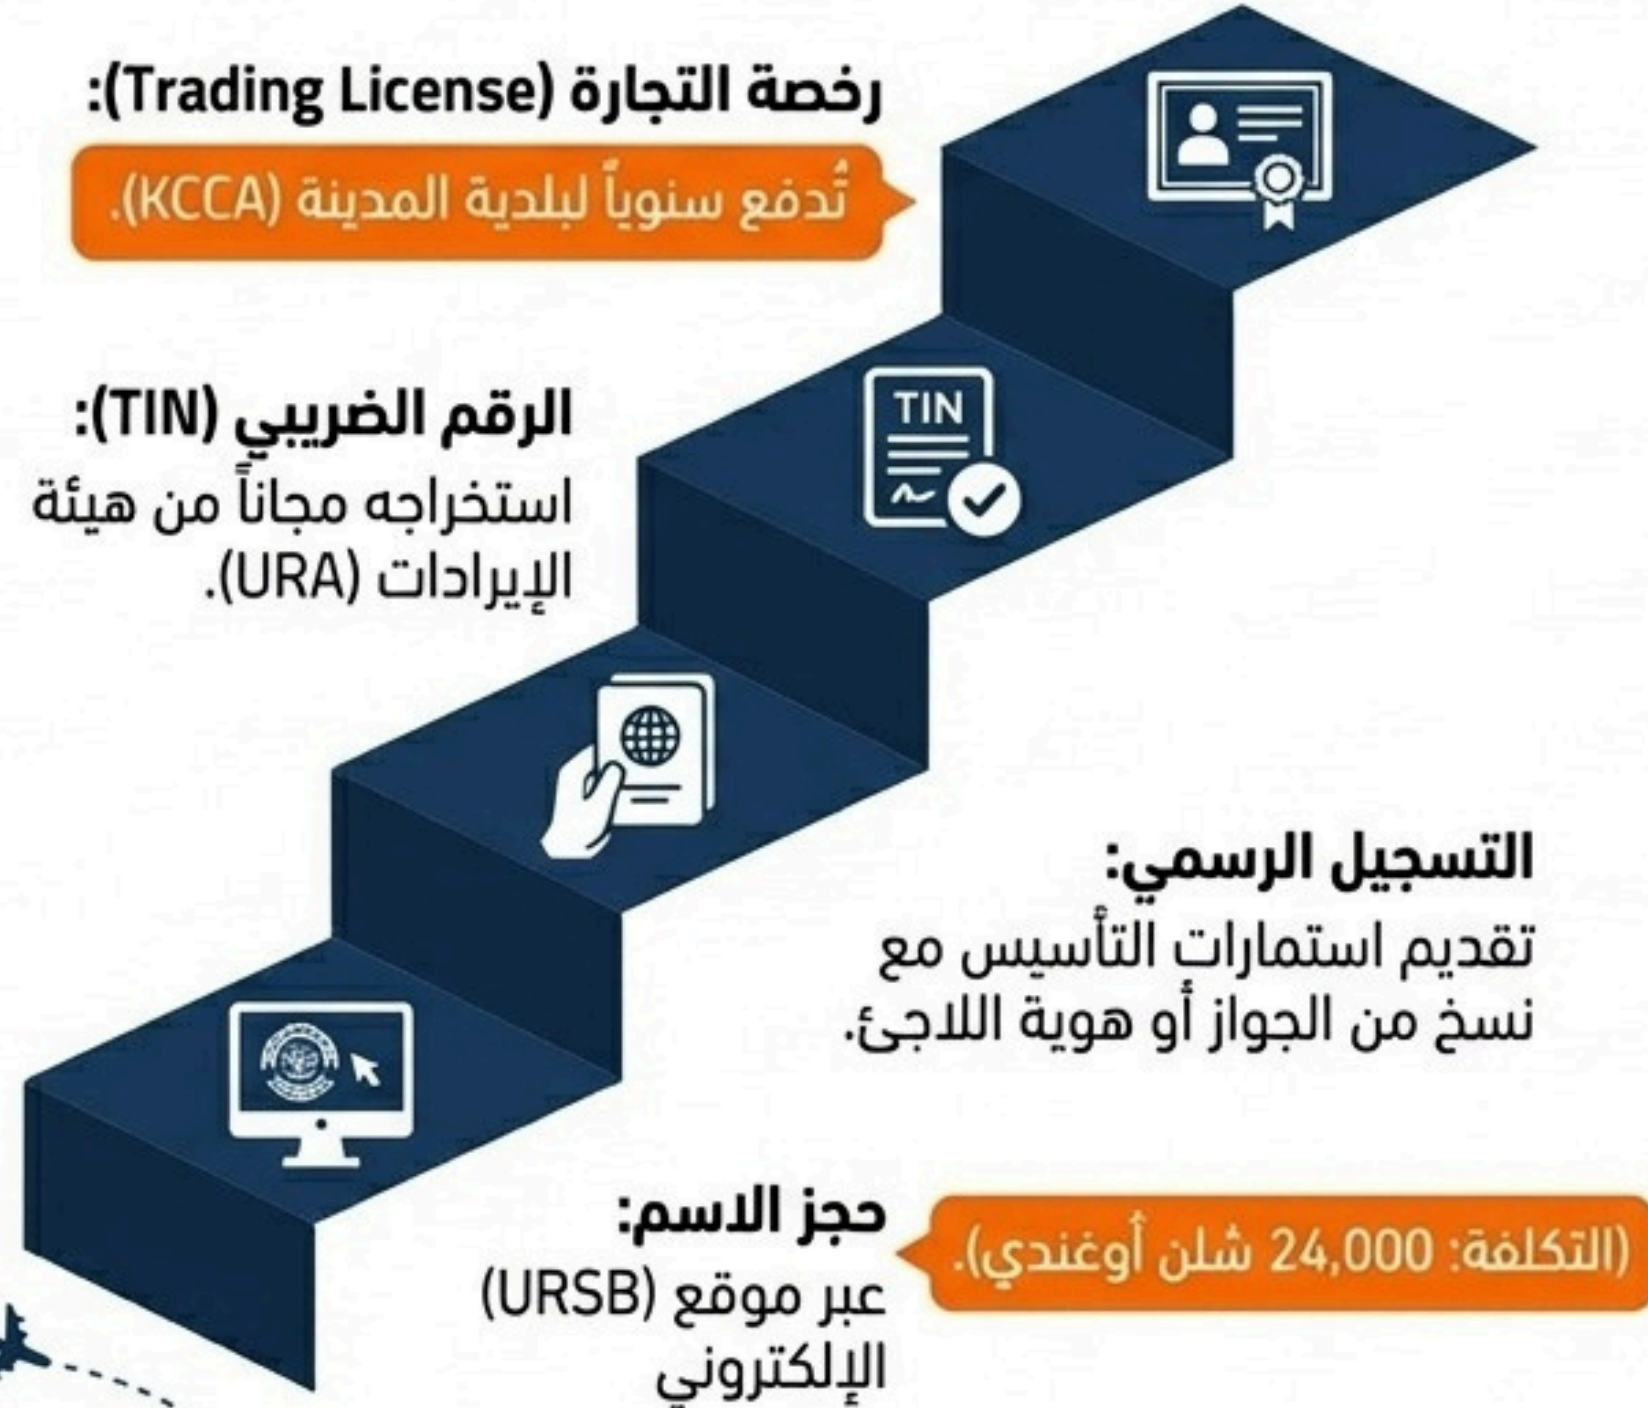 رخصة التجارة (Trading License):
تُدفع سنوياً لبلدية المدينة (KCCA).
TIN
الرقم الضريبي (TIN):
استخراجه مجاناً من هيئة
الإيرادات (URA).
التسجيل الرسمي:
تقديم استمارات التأسيس مع
نسخ من الجواز أو هوية اللاجئ.
حجز الاسم:
عبر موقع (URSB)
الإلكتروني
(التكلفة: 24,000 شلن أوغندي).